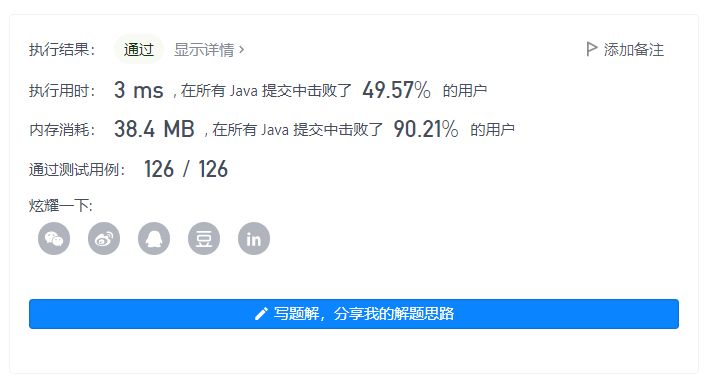 执行结果： 通过 显示详情 › 添加备注
执行用时： 3 ms , 在所有 Java 提交中击败了 49.57% 的用户
内存消耗： 38.4 MB , 在所有 Java 提交中击败了 90.21% 的用户
通过测试用例： 126 / 126
炫耀一下:
豆 in
写题解，分享我的解题思路